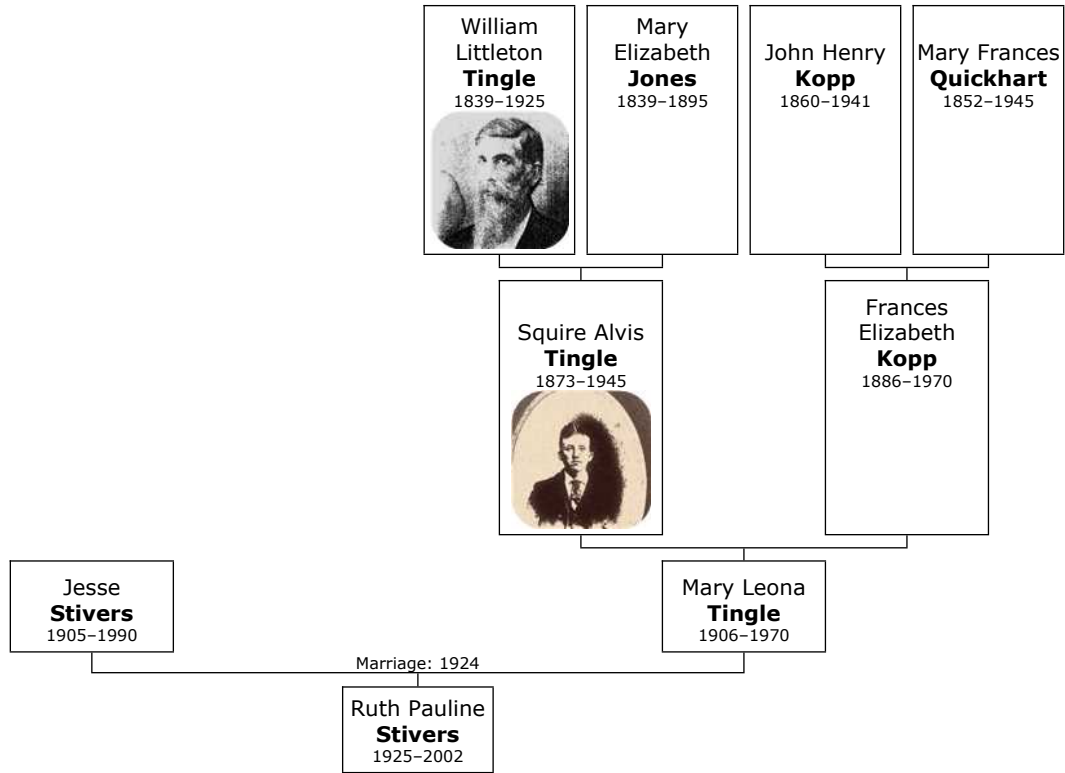 William
Littleton
Tingle
1839–1925
Mary
Elizabeth
Jones
1839–1895
John Henry
Kopp
1860–1941
Mary Frances
Quickhart
1852–1945
Squire Alvis
Tingle
1873–1945
Frances
Elizabeth
Kopp
1886–1970
Jesse
Stivers
1905–1990
Mary Leona
Tingle
1906–1970
Marriage: 1924
Ruth Pauline
Stivers
1925–2002